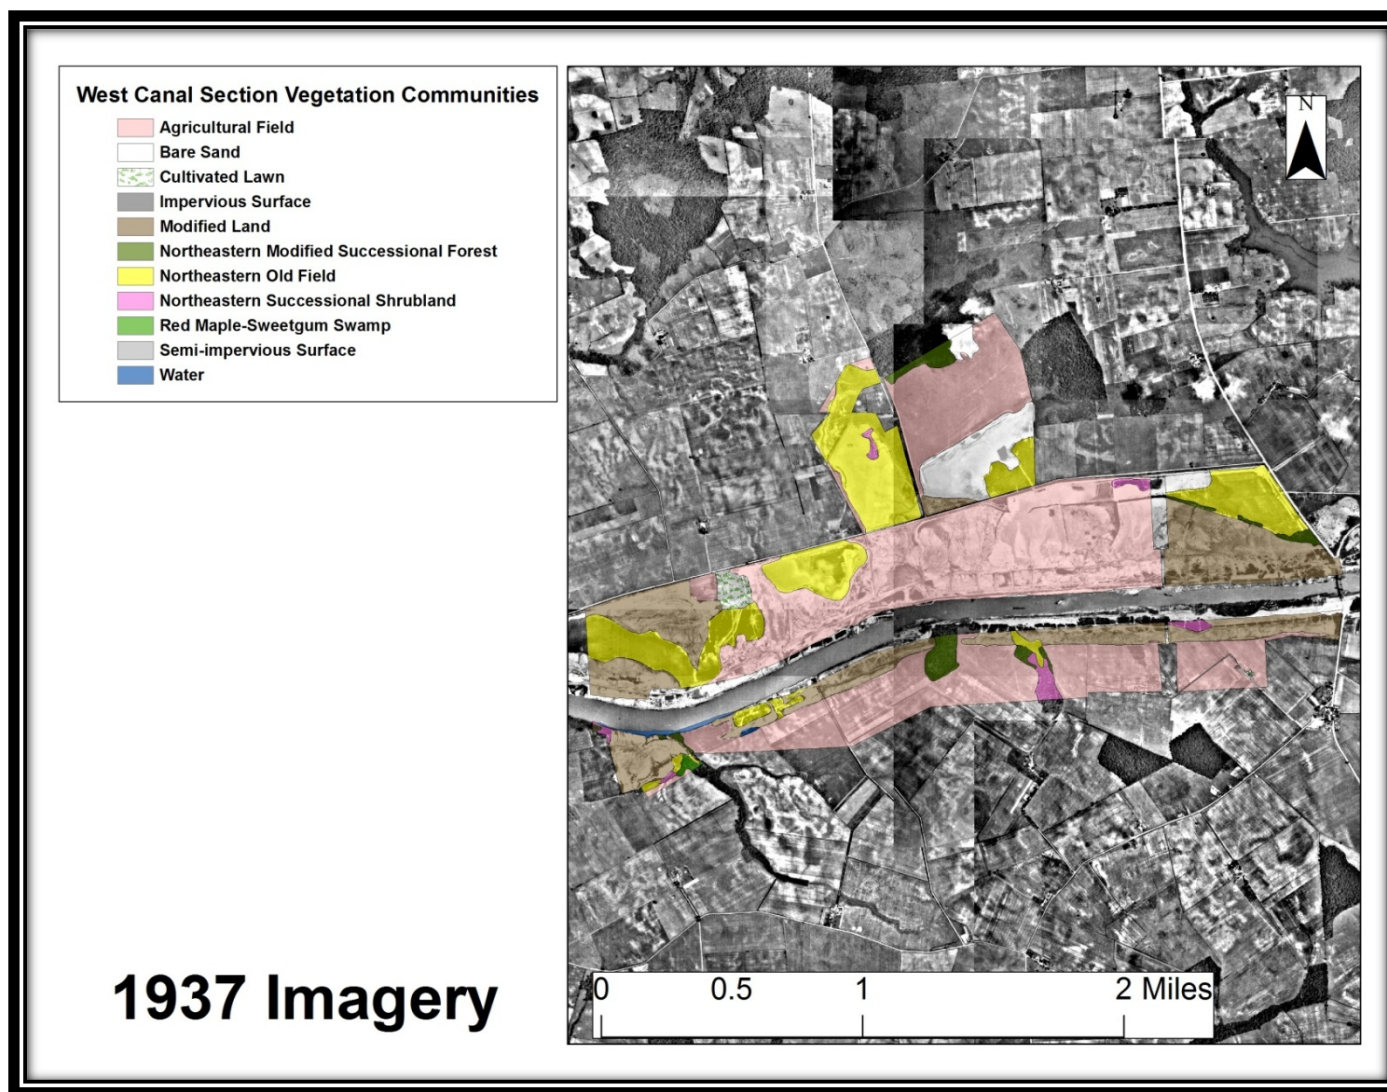 West Canal Section Vegetation Communities
Agricultural Field
Bare Sand
Cultivated Lawn
Impervious Surface
Modified Land
Northeastern Modified Successional Forest
Northeastern Old Field
Northeastern Successional Shrubland
Red Maple-Sweetgum Swamp
Semi-impervious Surface
Water
N
1937 Imagery
0 0.5 1 2 Miles